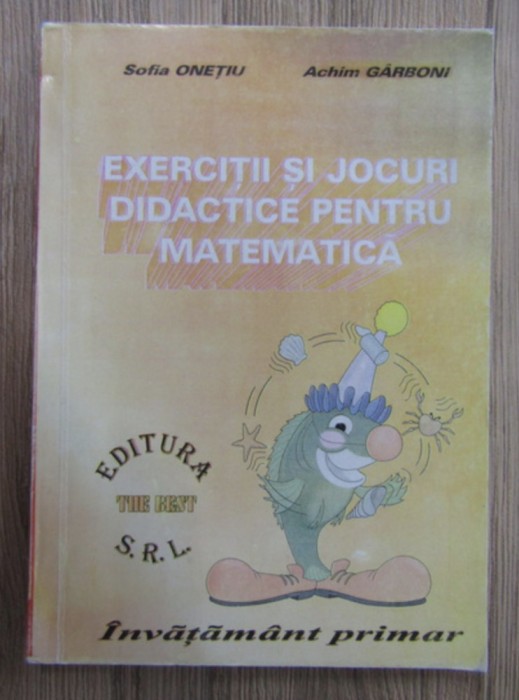 Sofia ONEȚIU Achim GÂRBONI
EXERCIȚII ȘI JOCURI
DIDACTICE PENTRU
MATEMATICĂ
EDITURA
THE BEST
S.R.L.
Învățământ primar